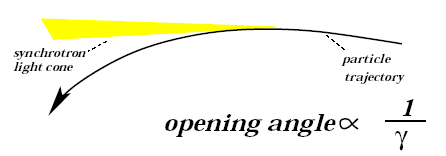 synchrotron
light cone
particle
trajectory
opening angle ∝ 1/γ